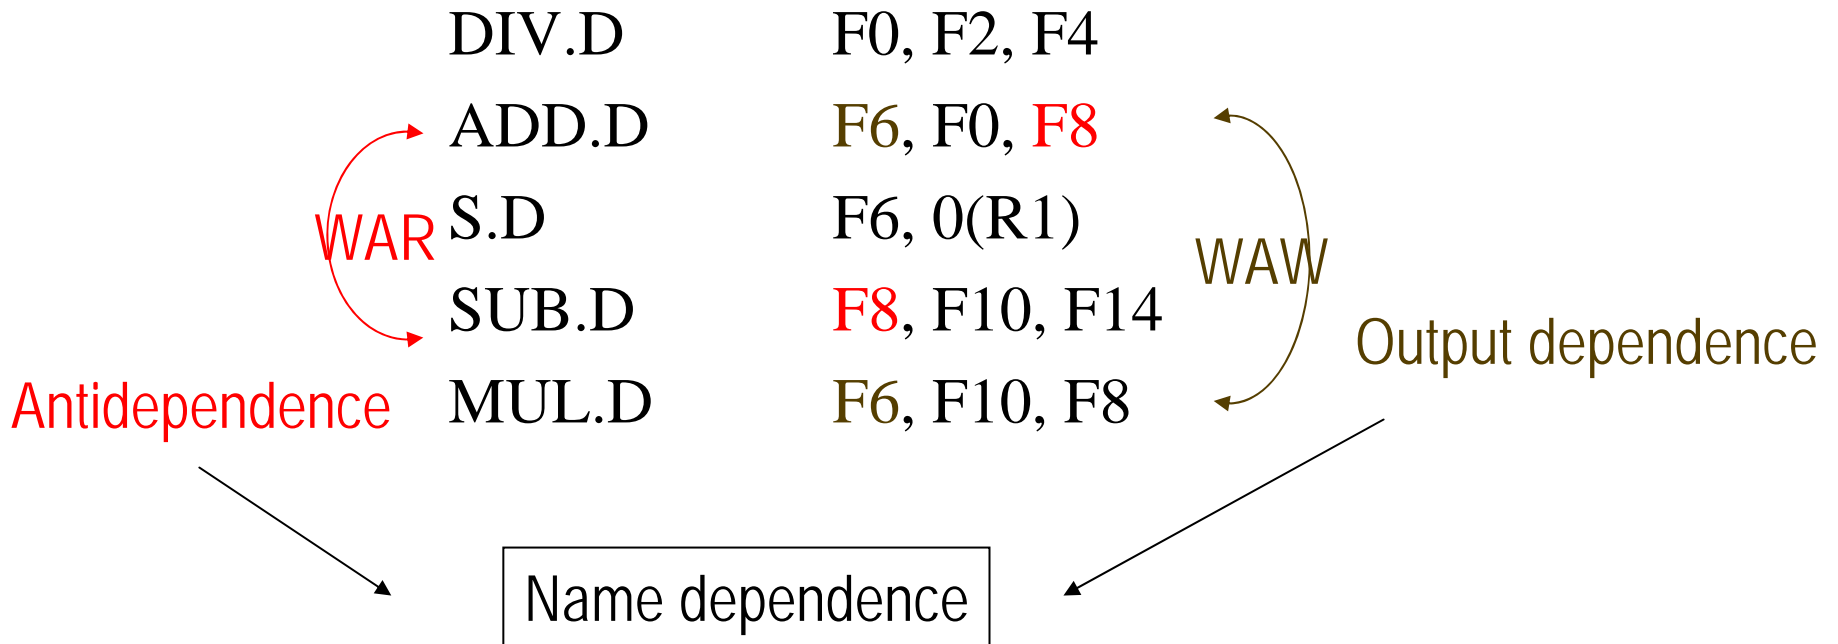 DIV.D F0, F2, F4
ADD.D F6, F0, F8
S.D F6, 0(R1)
WAR
WAW
SUB.D F8, F10, F14
Output dependence
Antidependence
MUL.D F6, F10, F8
Name dependence